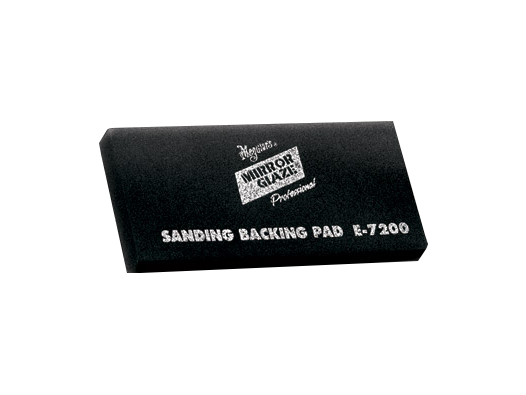 Meguiar's
MIRROR
GLAZE®
Professional
SANDING BACKING PAD E-7200